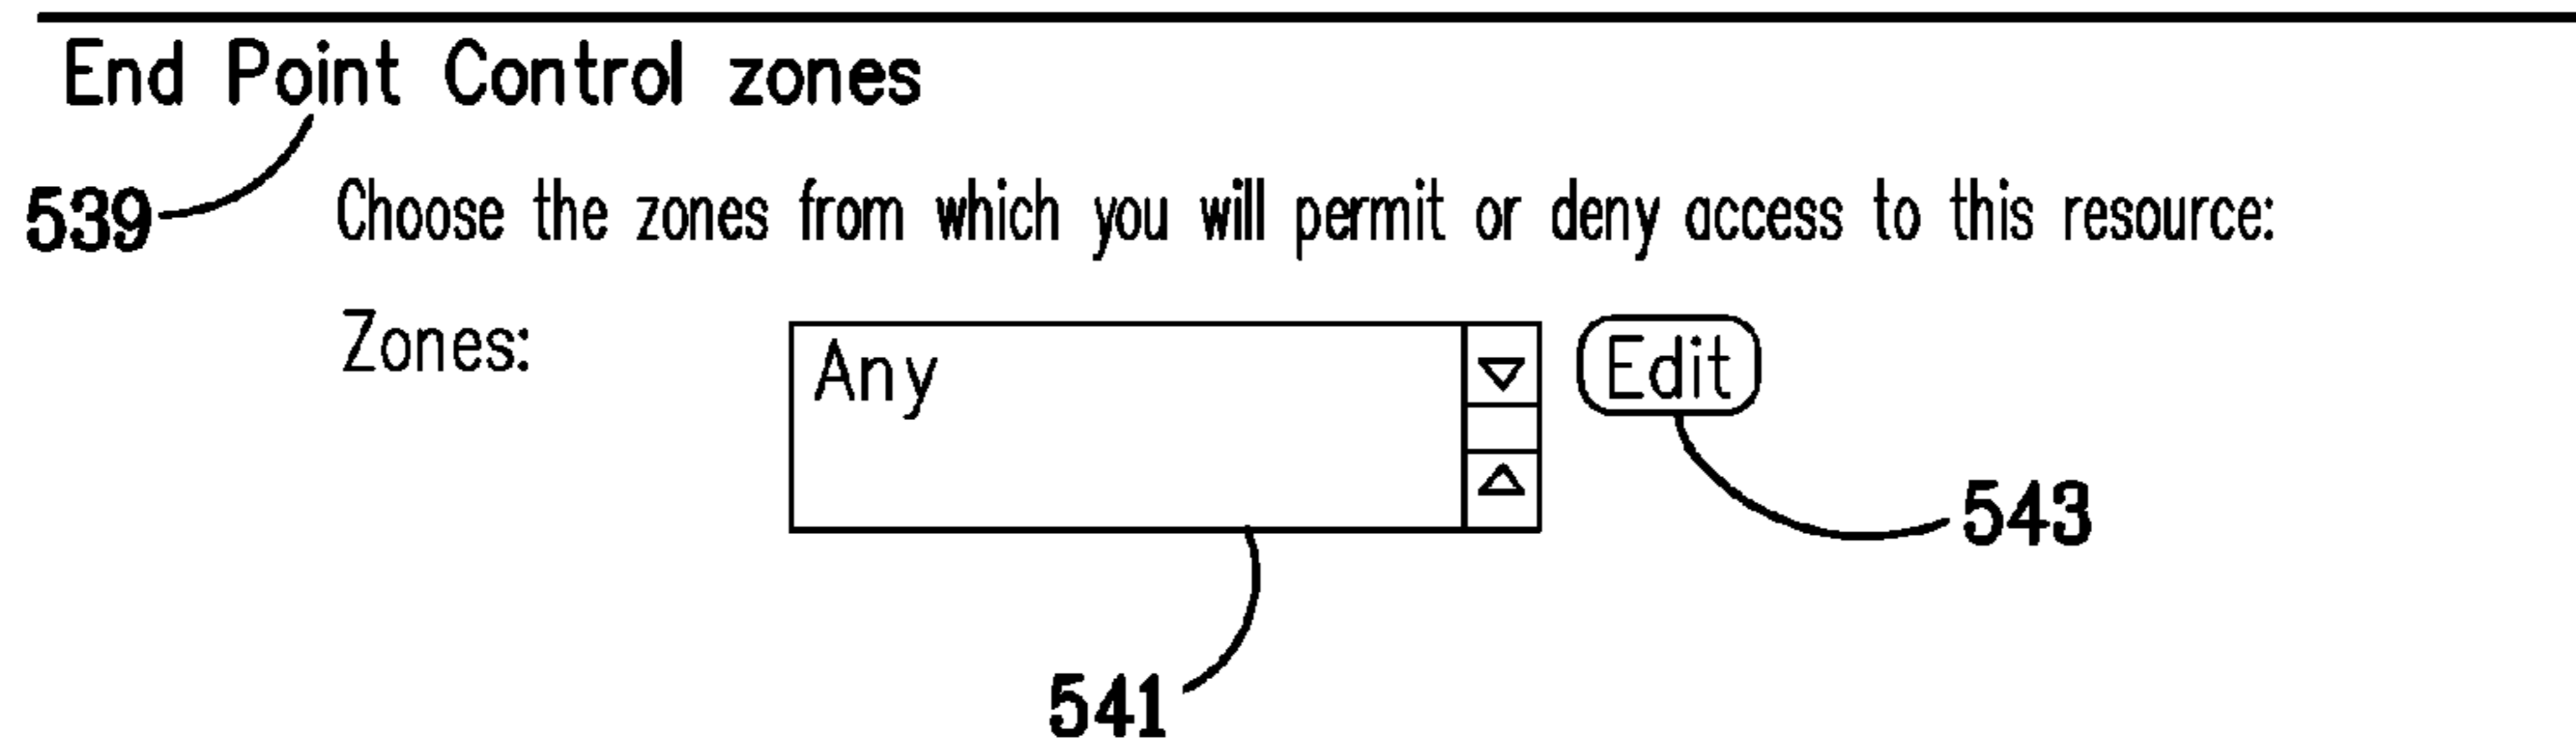 End Point Control zones
539 Choose the zones from which you will permit or deny access to this resource:
Zones: Any Edit
543
541